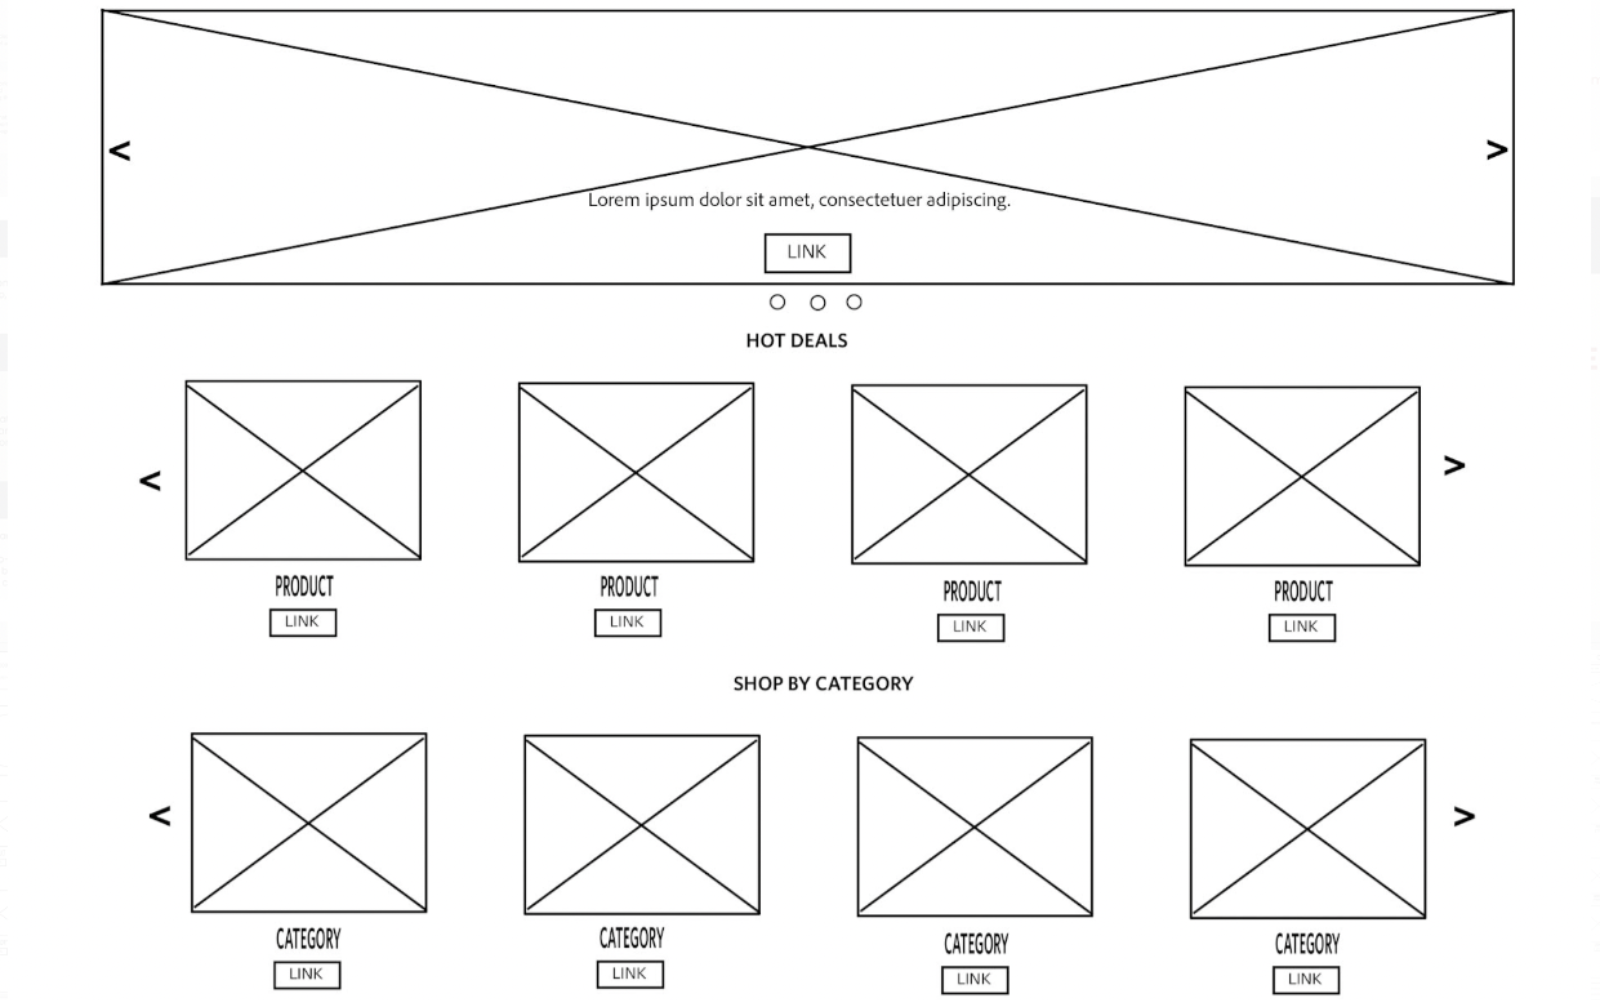 <
>
Lorem ipsum dolor sit amet, consectetuer adipiscing.
LINK
HOT DEALS
<
>
PRODUCT PRODUCT PRODUCT PRODUCT
LINK LINK LINK LINK
SHOP BY CATEGORY
<
>
CATEGORY CATEGORY CATEGORY CATEGORY
LINK LINK LINK LINK